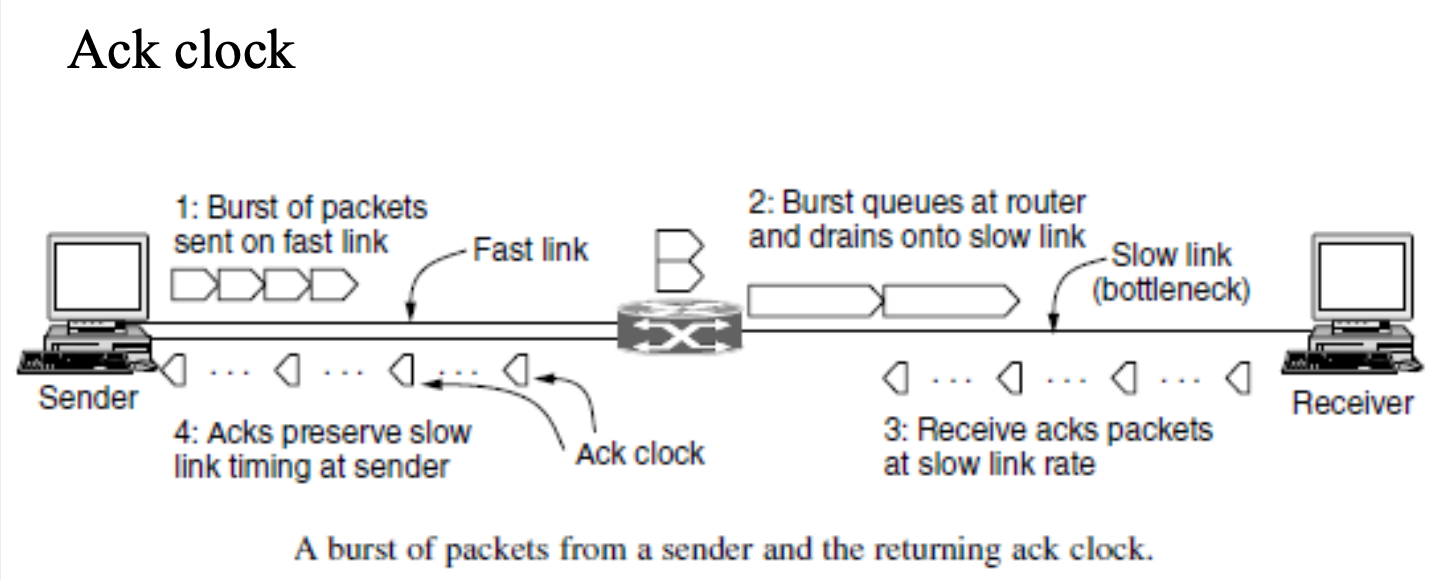 Ack clock
1: Burst of packets
sent on fast link
Fast link
2: Burst queues at router
and drains onto slow link
Slow link
(bottleneck)
Sender
Receiver
4: Acks preserve slow
link timing at sender
Ack clock
3: Receive acks packets
at slow link rate
A burst of packets from a sender and the returning ack clock.